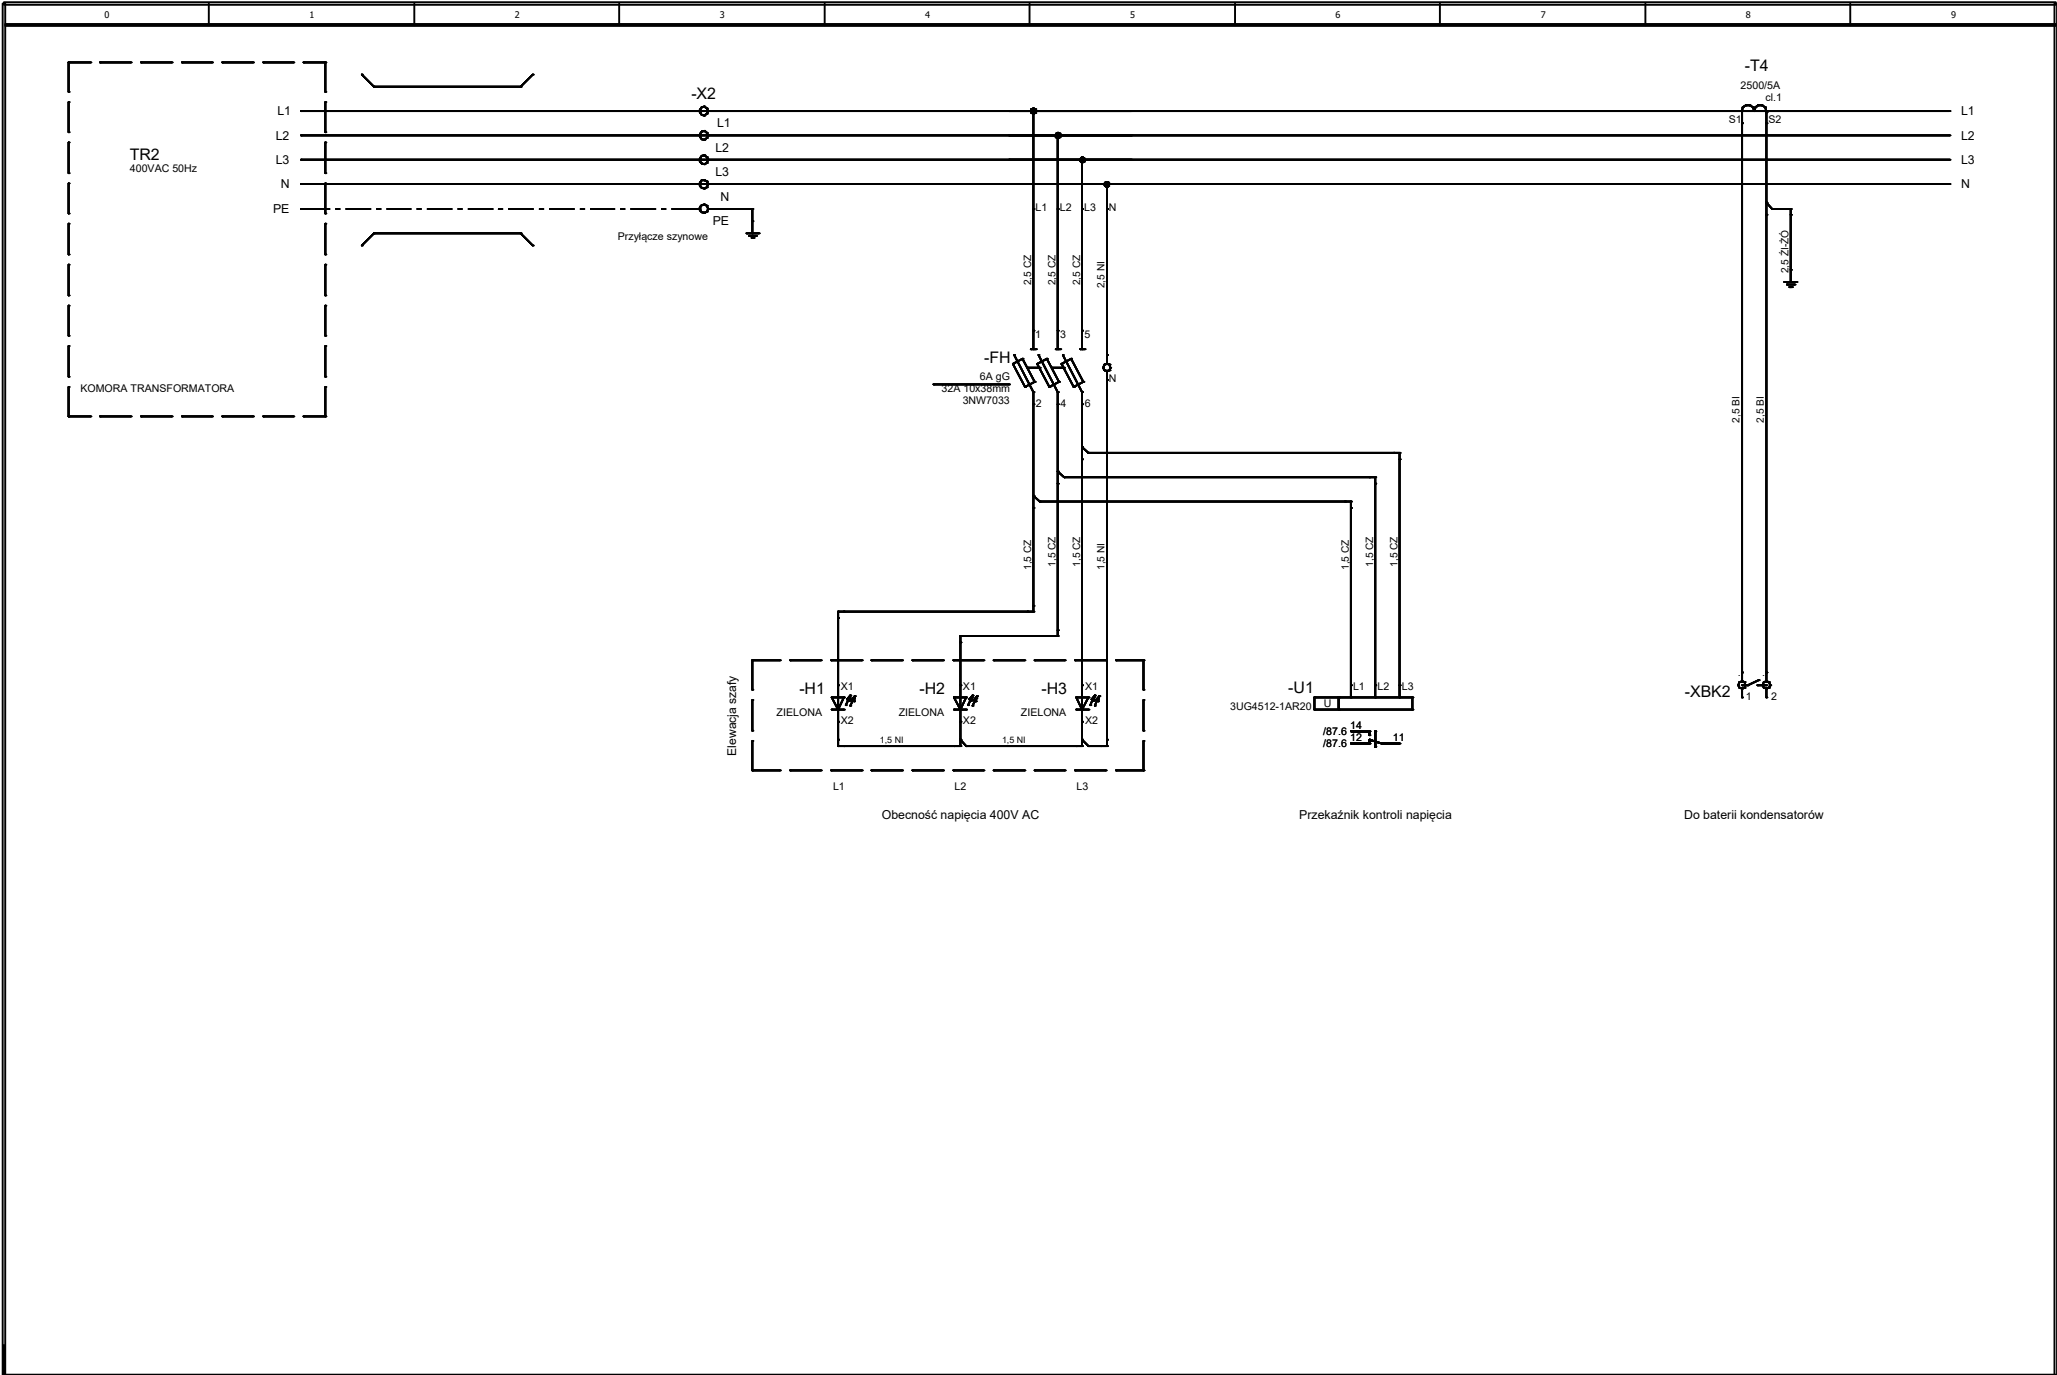 0 1 2 3 4 5 6 7 8 9
-T4
2500/5A
cl.1
-X2
L1 L1
L1
S1 S2
L2 L2
L2
TR2
400VAC 50Hz
L3 L3
L3
N N
N
PE
PE
L1 L2 L3 N
Przyłącze szynowe
2,5 CZ
2,5 CZ
2,5 CZ
2,5 NI
2,5 ŻI-ŻÓ
1 3 5
-FH
6A gG
32A 10x38mm
3NW7033
N
2 4 6
KOMORA TRANSFORMATORA
2,5 BI
2,5 BI
1,5 CZ
1,5 CZ
1,5 CZ
1,5 NI
1,5 CZ
1,5 CZ
1,5 CZ
Elewacja szafy
-H1 X1
ZIELONA
X2
-H2 X1
ZIELONA
X2
-H3 X1
ZIELONA
X2
1,5 NI
1,5 NI
-U1 L1 L2 L3
3UG4512-1AR20 U
/87.6 14
/87.6 12 11
-XBK2 1 2
L1 L2 L3
Obecność napięcia 400V AC
Przekaźnik kontroli napięcia
Do baterii kondensatorów